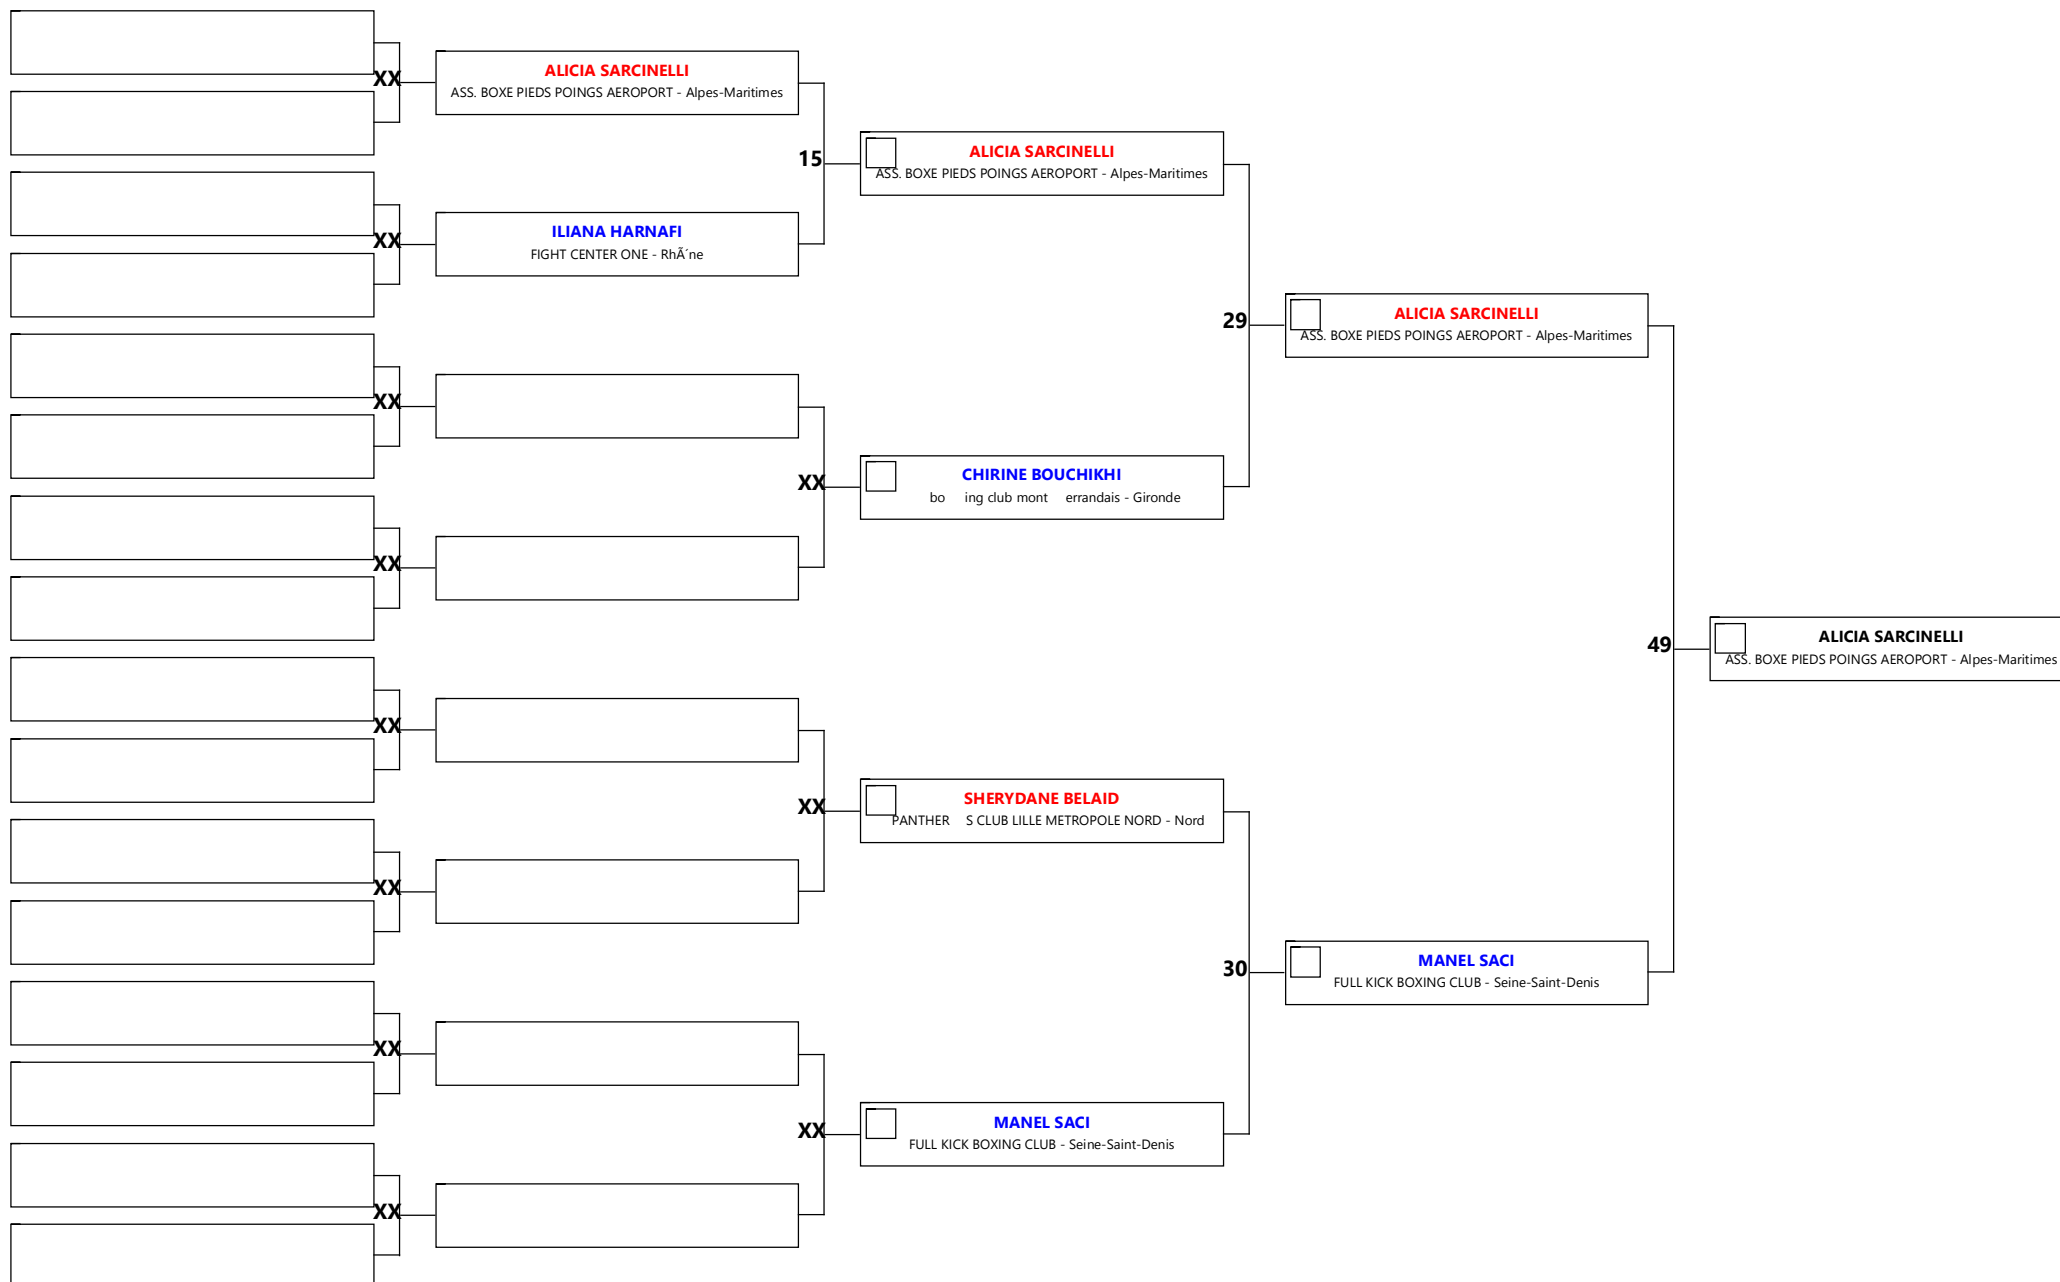 XX
ALICIA SARCINELLI
ASS. BOXE PIEDS POINGS AEROPORT - Alpes-Maritimes
15
ALICIA SARCINELLI
ASS. BOXE PIEDS POINGS AEROPORT - Alpes-Maritimes
XX
ILIANA HARNAFI
FIGHT CENTER ONE - RhÃ´ne
29
ALICIA SARCINELLI
ASS. BOXE PIEDS POINGS AEROPORT - Alpes-Maritimes
XX
XX
CHIRINE BOUCHIKHI
bo ing club mont errandais - Gironde
XX
49
ALICIA SARCINELLI
ASS. BOXE PIEDS POINGS AEROPORT - Alpes-Maritimes
XX
XX
SHERYDANE BELAID
PANTHER S CLUB LILLE METROPOLE NORD - Nord
XX
30
MANEL SACI
FULL KICK BOXING CLUB - Seine-Saint-Denis
XX
XX
MANEL SACI
FULL KICK BOXING CLUB - Seine-Saint-Denis
XX